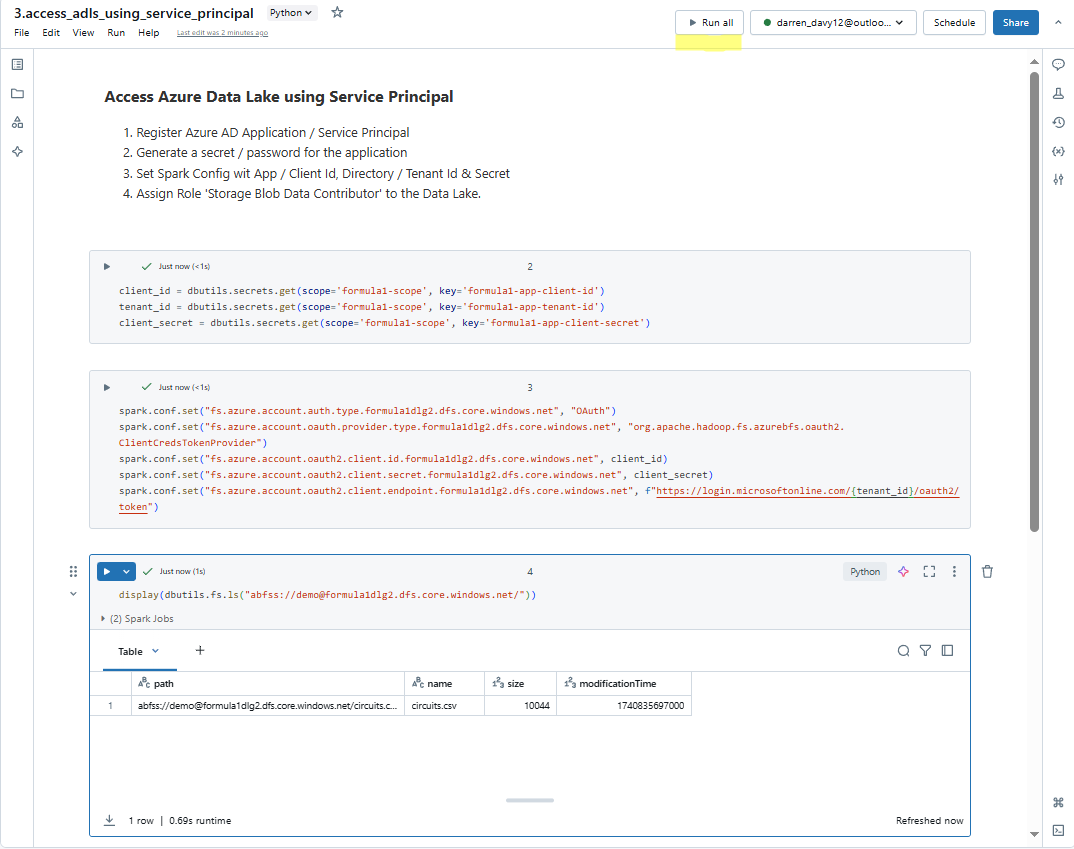 3.access_adls_using_service_principal Python
File Edit View Run Help Last edit was 2 minutes ago
Run all darren_davy12@outloo... Schedule Share
Access Azure Data Lake using Service Principal
1. Register Azure AD Application / Service Principal
2. Generate a secret / password for the application
3. Set Spark Config wit App / Client Id, Directory / Tenant Id & Secret
4. Assign Role 'Storage Blob Data Contributor' to the Data Lake.
Just now (<1s) 2
client_id = dbutils.secrets.get(scope='formula1-scope', key='formula1-app-client-id')
tenant_id = dbutils.secrets.get(scope='formula1-scope', key='formula1-app-tenant-id')
client_secret = dbutils.secrets.get(scope='formula1-scope', key='formula1-app-client-secret')
Just now (<1s) 3
spark.conf.set("fs.azure.account.auth.type.formula1dlg2.dfs.core.windows.net", "OAuth")
spark.conf.set("fs.azure.account.oauth.provider.type.formula1dlg2.dfs.core.windows.net", "org.apache.hadoop.fs.azurebfs.oauth2.
ClientCredsTokenProvider")
spark.conf.set("fs.azure.account.oauth2.client.id.formula1dlg2.dfs.core.windows.net", client_id)
spark.conf.set("fs.azure.account.oauth2.client.secret.formula1dlg2.dfs.core.windows.net", client_secret)
spark.conf.set("fs.azure.account.oauth2.client.endpoint.formula1dlg2.dfs.core.windows.net", f"https://login.microsoftonline.com/{tenant_id}/oauth2/
token")
Just now (1s) 4 Python
display(dbutils.fs.ls("abfss://demo@formula1dlg2.dfs.core.windows.net/"))
(2) Spark Jobs
Table +
ABC path ABC name 123 size 123 modificationTime
1 abfss://demo@formula1dlg2.dfs.core.windows.net/circuits.c... circuits.csv 10044 1740835697000
1 row | 0.69s runtime Refreshed now